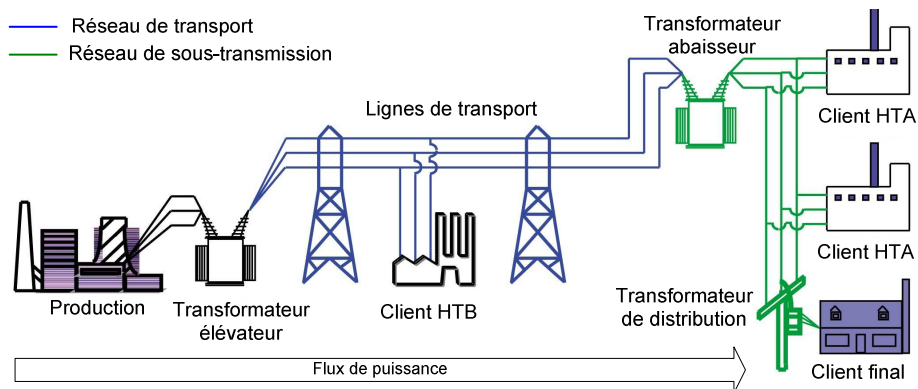 Réseau de transport
Réseau de sous-transmission
Transformateur
abaisseur
Lignes de transport
Client HTA
Client HTA
Production
Transformateur
élévateur
Client HTB
Transformateur
de distribution
Flux de puissance
Client final